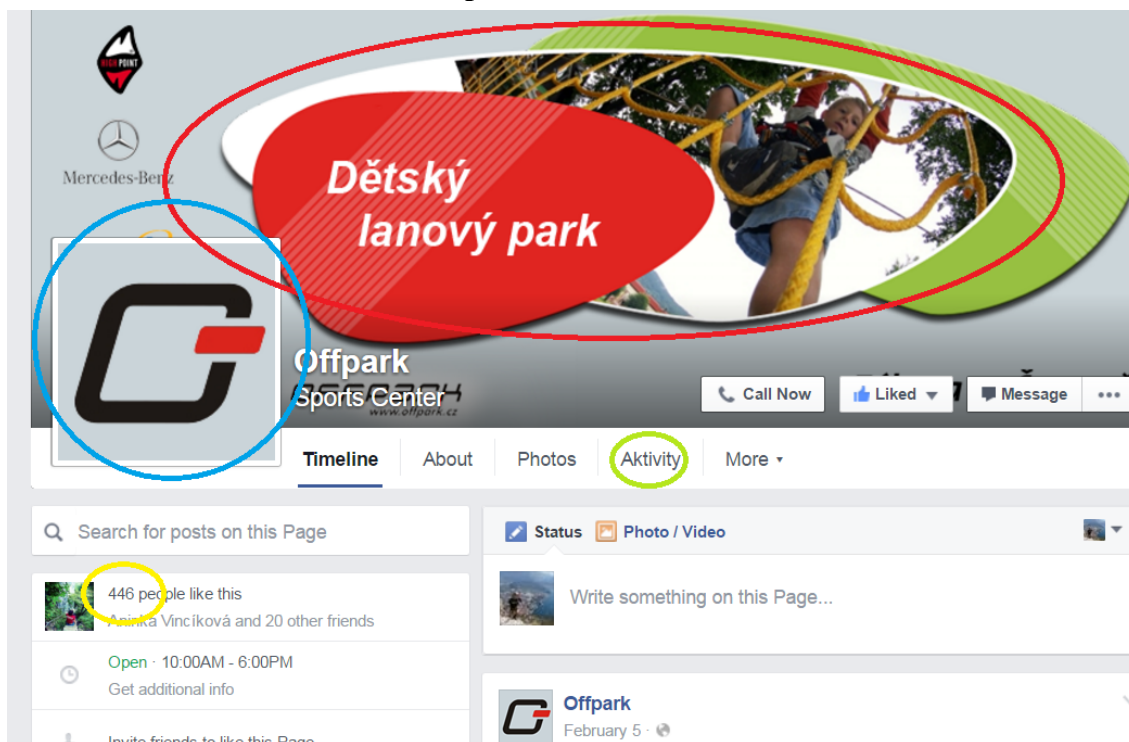 HIGH POINT
Mercedes-Benz
Dětský
lanový park
Offpark
Sports Center
www.offpark.cz
Call Now
Liked
Message
Timeline
About
Photos
Aktivity
More
Search for posts on this Page
Status
Photo / Video
446 people like this
Aninka Vincíková and 20 other friends
Write something on this Page...
Open · 10:00AM - 6:00PM
Get additional info
Invite friends to like this Page
Offpark
February 5 ·